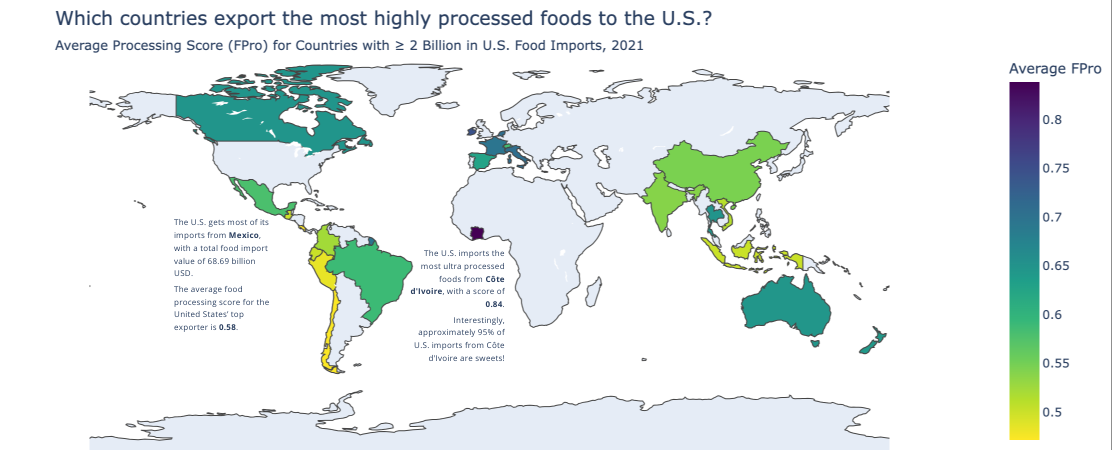 Which countries export the most highly processed foods to the U.S.?
Average Processing Score (FPro) for Countries with ≥ 2 Billion in U.S. Food Imports, 2021
Average FPro
0.8
0.75
0.7
0.65
0.6
0.55
0.5
The U.S. gets most of its
imports from Mexico,
with a total food import
value of 68.69 billion
USD.
The average food
processing score for the
United States' top
exporter is 0.58.
The U.S. imports the
most ultra processed
foods from Côte
d'Ivoire, with a score of
0.84.
Interestingly,
approximately 95% of
U.S. imports from Côte
d'Ivoire are sweets!